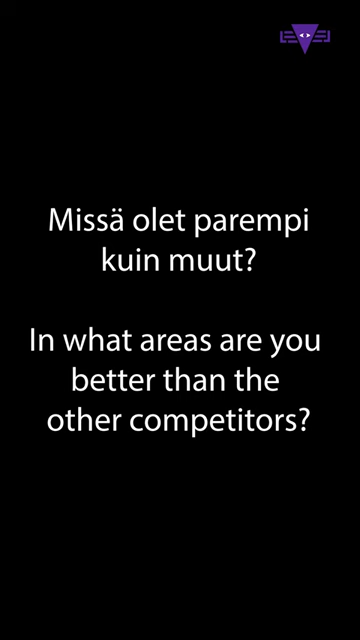 Missä olet parempi
kuin muut?
In what areas are you
better than the
other competitors?